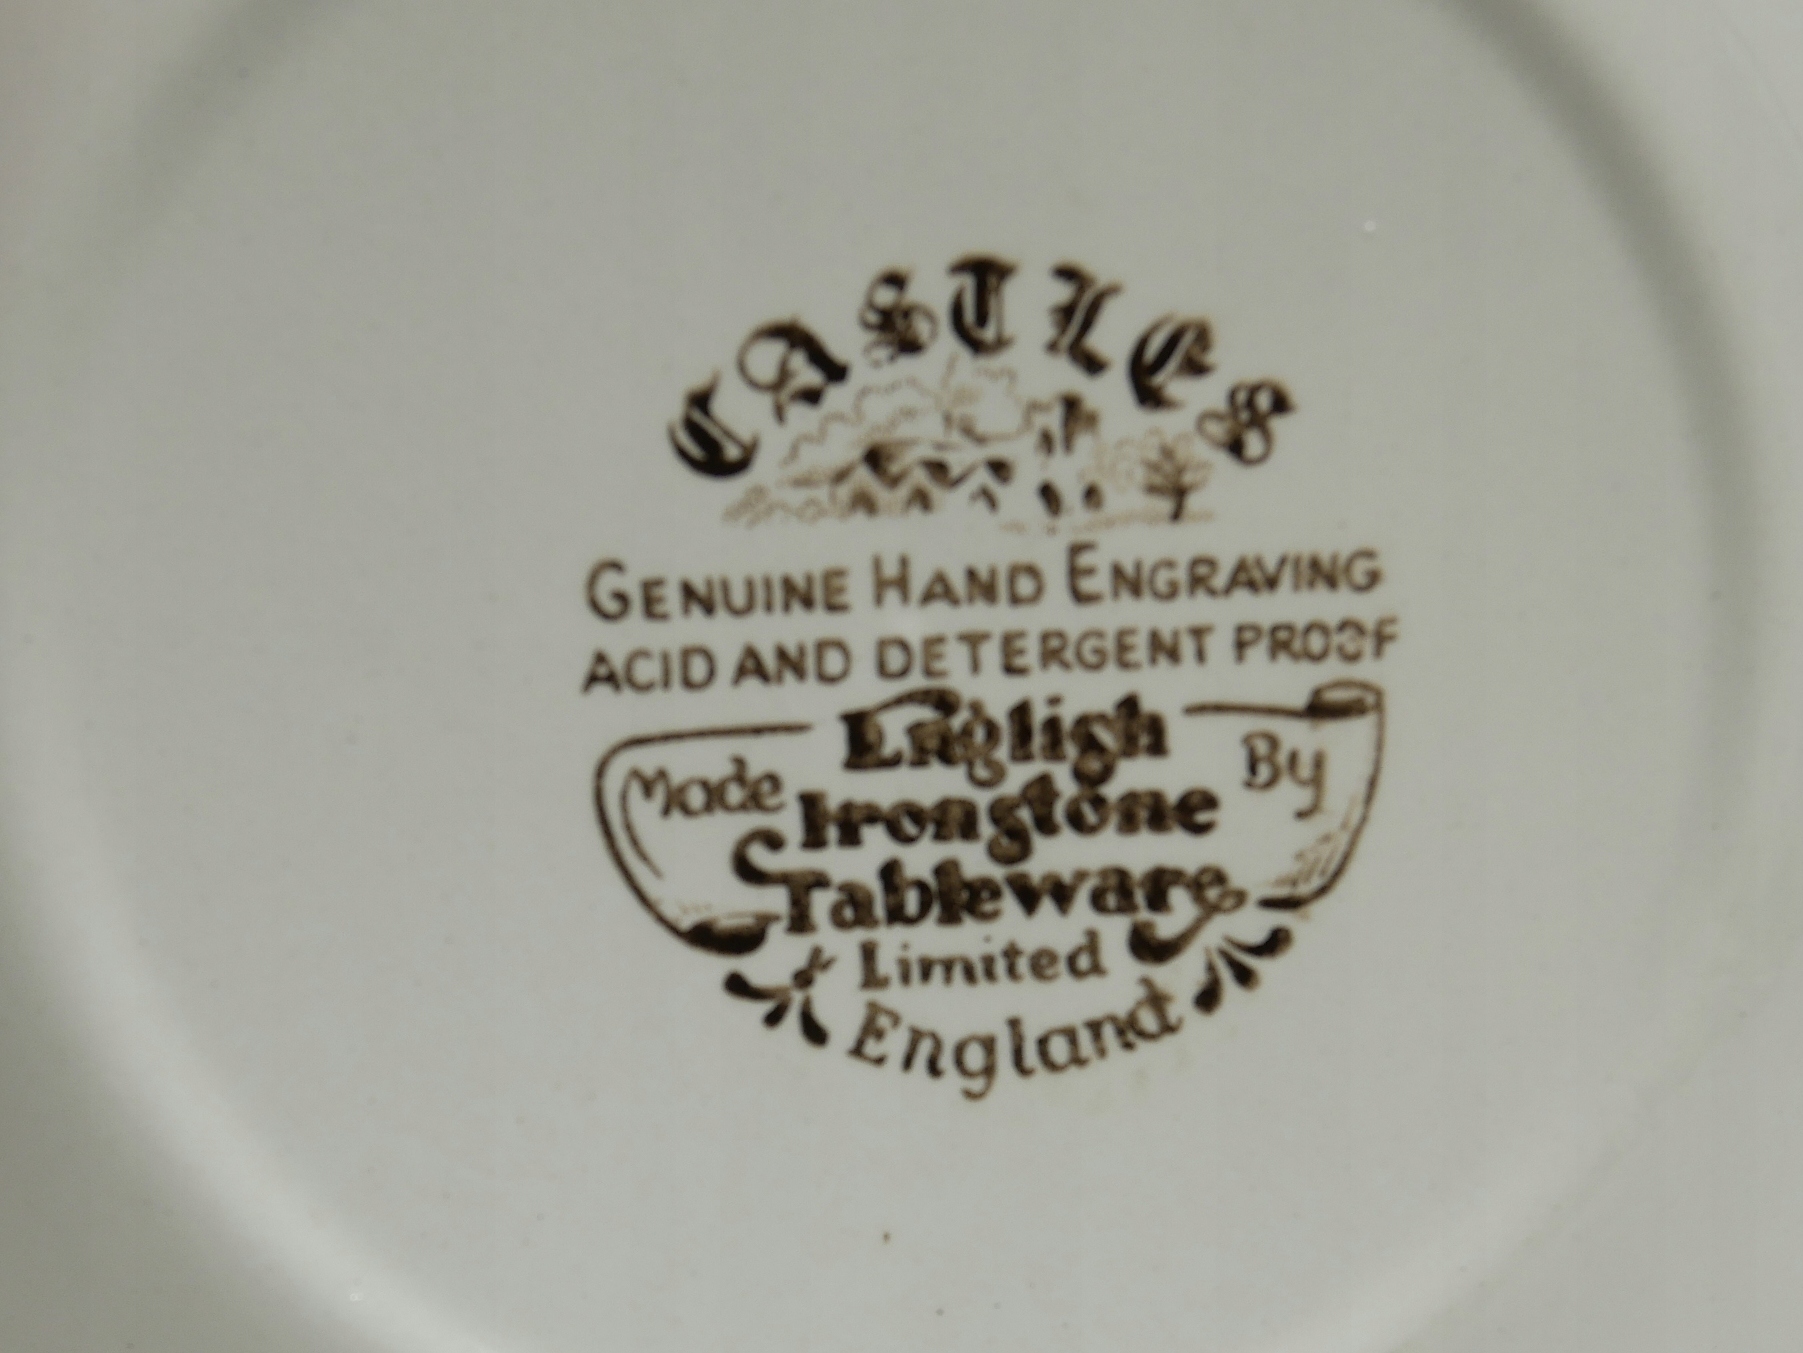 CASTLES
GENUINE HAND ENGRAVING
ACID AND DETERGENT PROOF
Made English By
Ironstone
Tableware
Limited
England